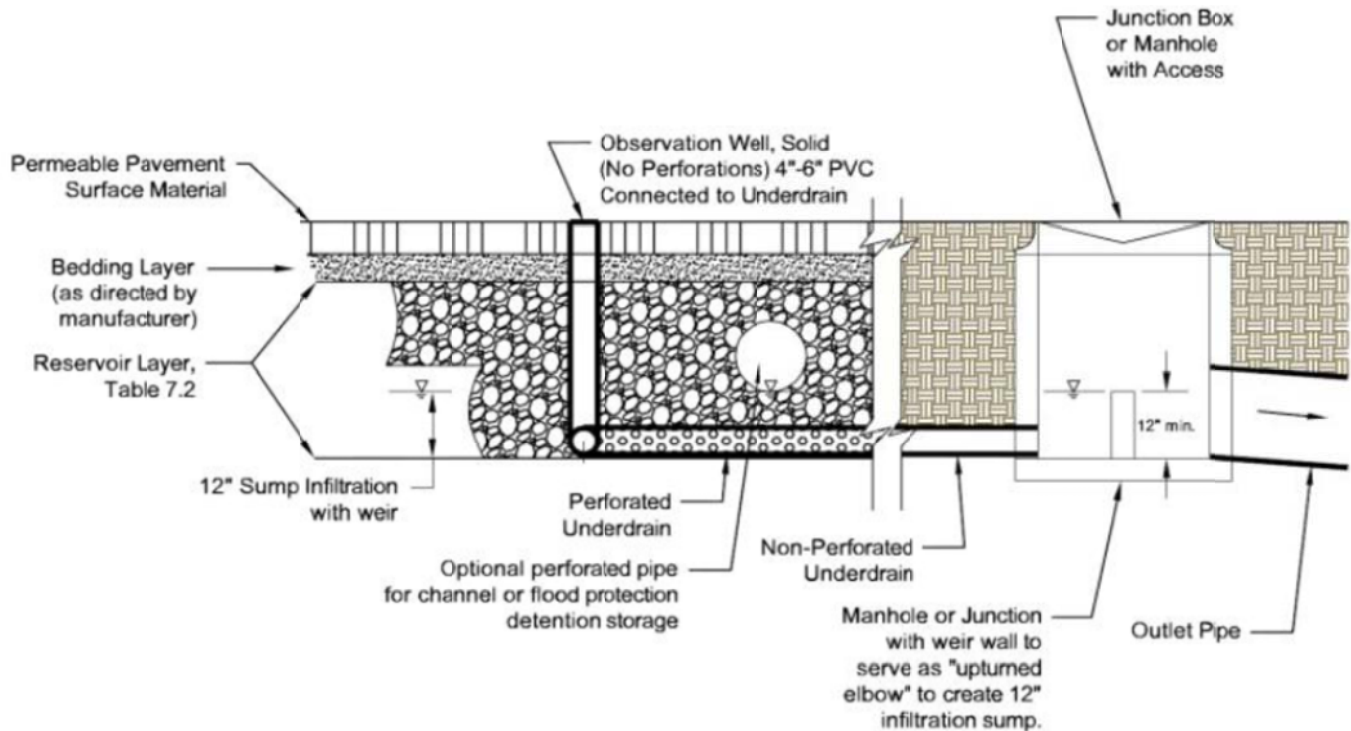 Junction Box
or Manhole
with Access
Observation Well, Solid
(No Perforations) 4"-6" PVC
Connected to Underdrain
Permeable Pavement
Surface Material
Bedding Layer
(as directed by
manufacturer)
Reservoir Layer,
Table 7.2
12" min.
12" Sump Infiltration
with weir
Perforated
Underdrain
Optional perforated pipe
for channel or flood protection
detention storage
Non-Perforated
Underdrain
Manhole or Junction
with weir wall to
serve as "upturned
elbow" to create 12"
infiltration sump.
Outlet Pipe